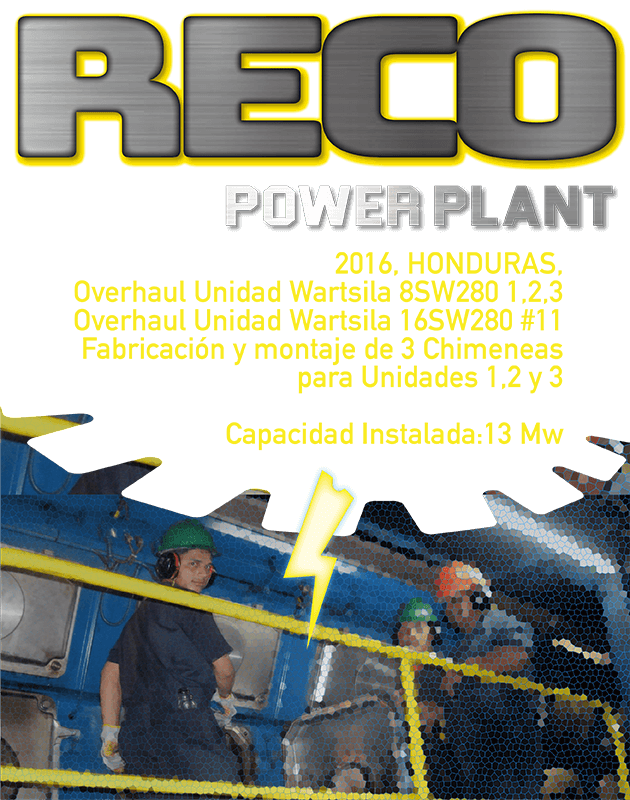 RECO
POWER PLANT
2016, HONDURAS,
Overhaul Unidad Wartsila 8SW280 1,2,3
Overhaul Unidad Wartsila 16SW280 #11
Fabricación y montaje de 3 Chimeneas
para Unidades 1,2 y 3
Capacidad Instalada:13 Mw